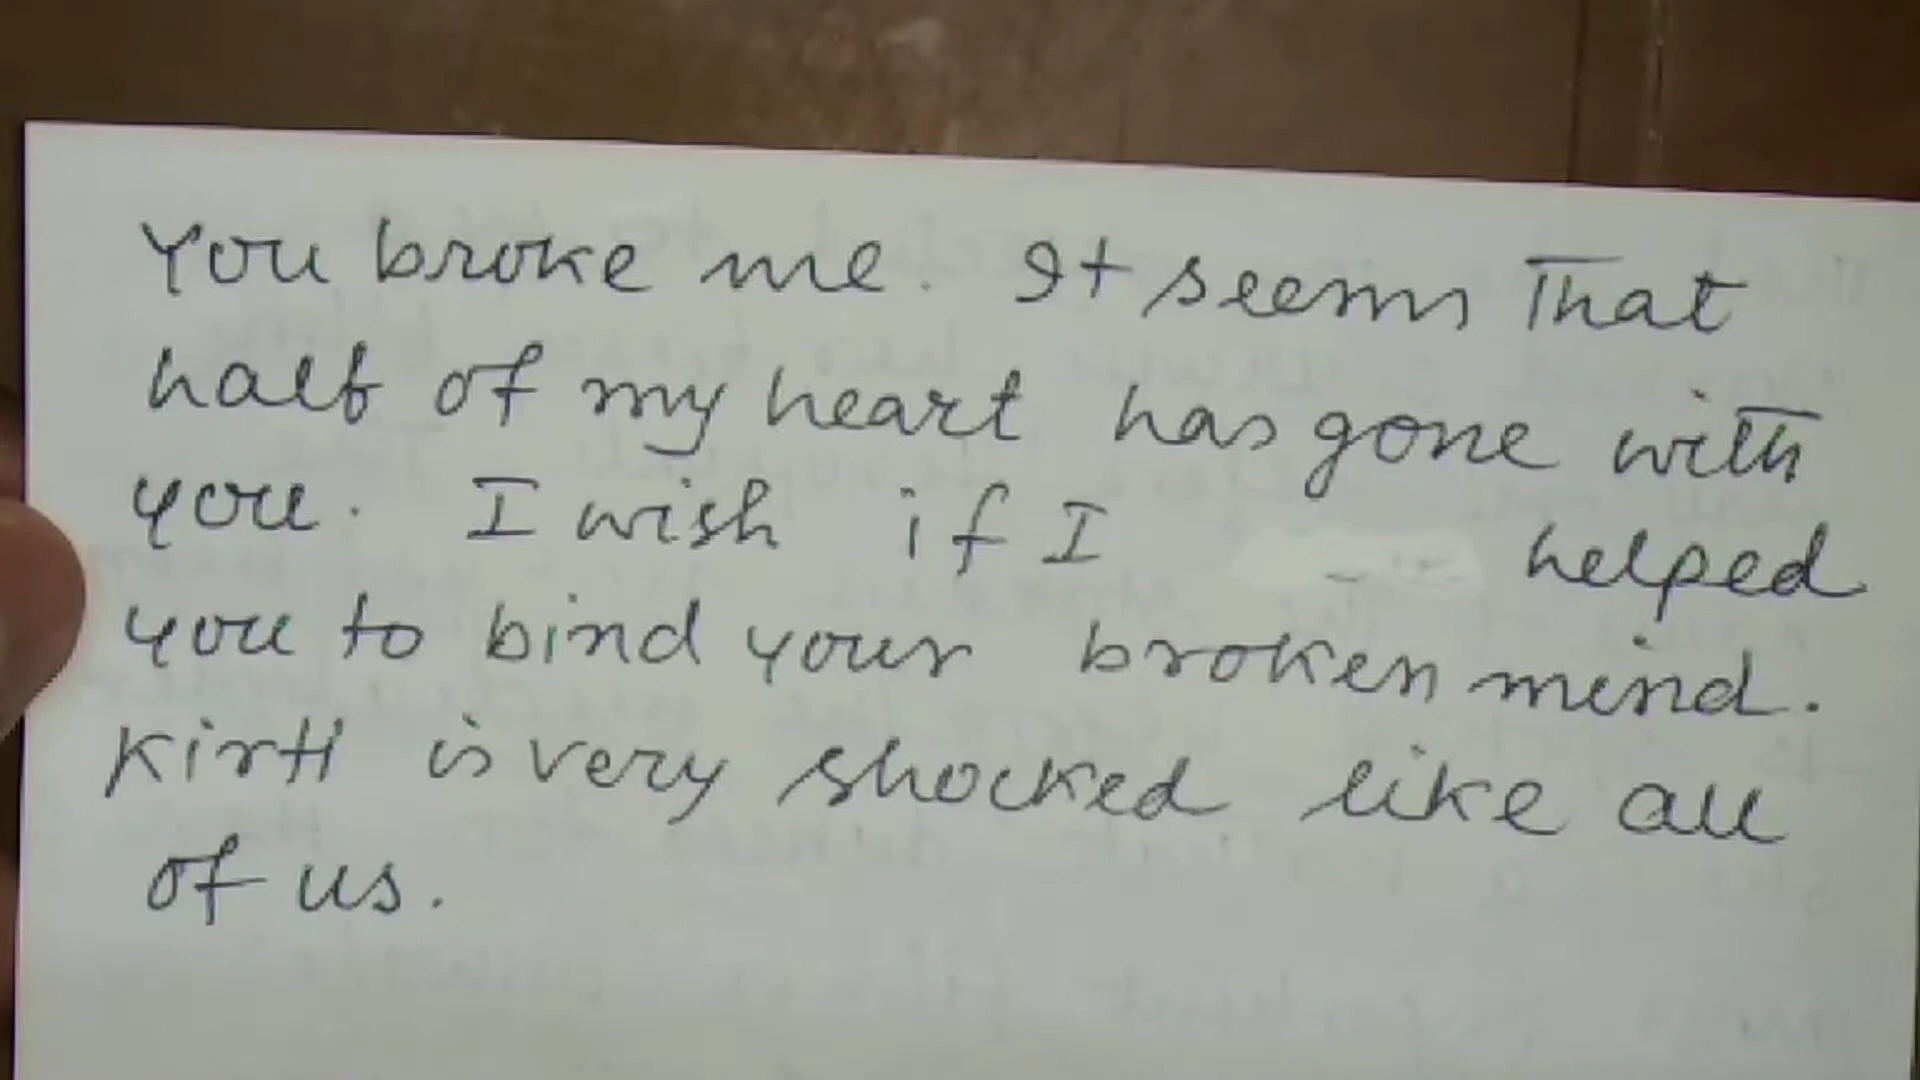 You broke me. It seems That
half of my heart has gone with
you. I wish if I helped
you to bind your broken mind.
Kirti is very shocked like all
of us.